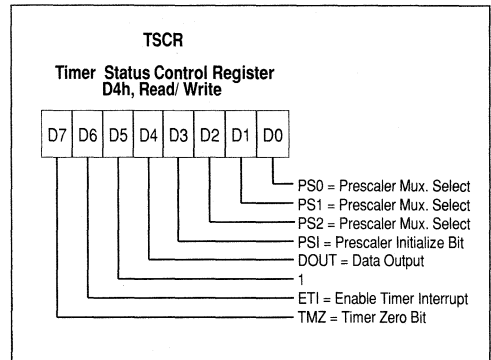 TSCR
Timer Status Control Register
D4h, Read/ Write
D7 D6 D5 D4 D3 D2 D1 D0
PS0 = Prescaler Mux. Select
PS1 = Prescaler Mux. Select
PS2 = Prescaler Mux. Select
PSI = Prescaler Initialize Bit
DOUT = Data Output
1
ETI = Enable Timer Interrupt
TMZ = Timer Zero Bit